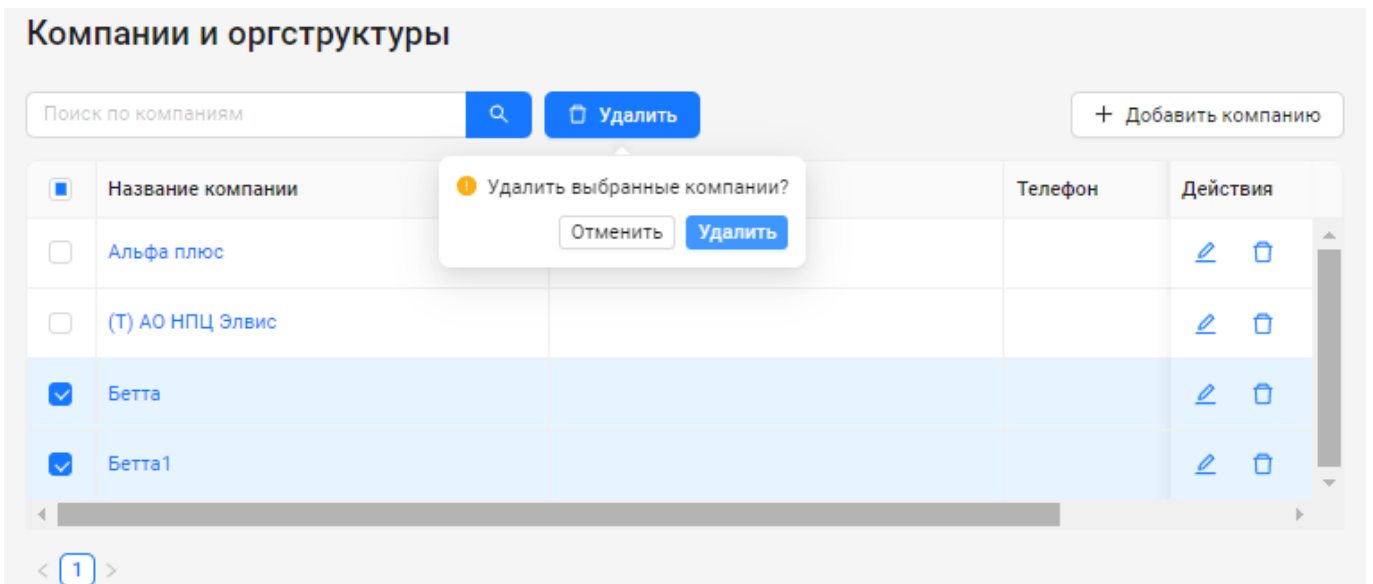 Компании и оргструктуры
Поиск по компаниям
Удалить
+ Добавить компанию
Название компании
Удалить выбранные компании?
Отменить
Удалить
Телефон
Действия
Альфа плюс
(Т) АО НПЦ Элвис
Бетта
Бетта1
< 1 >